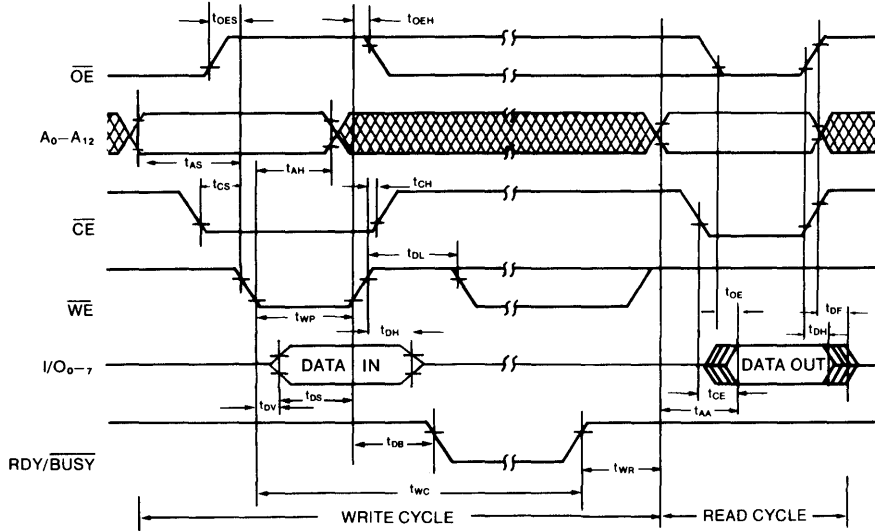 tOES
tOEH
OE
A0–A12
tAS
tAH
tCS
tCH
CE
tDL
WE
tWP
tOE
tDF
tDH
tDH
I/O0–7
DATA IN
DATA OUT
tDV
tDS
tCE
tAA
tDB
RDY/BUSY
tWR
tWC
WRITE CYCLE
READ CYCLE